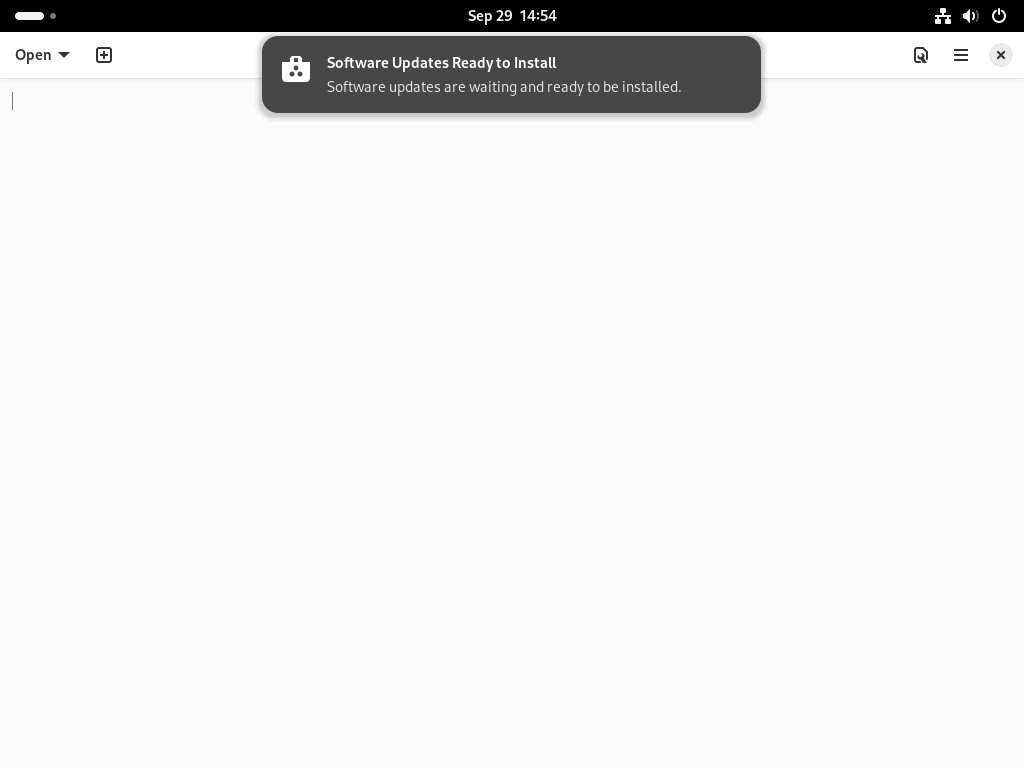 Sep 29 14:54
Open
Software Updates Ready to Install
Software updates are waiting and ready to be installed.